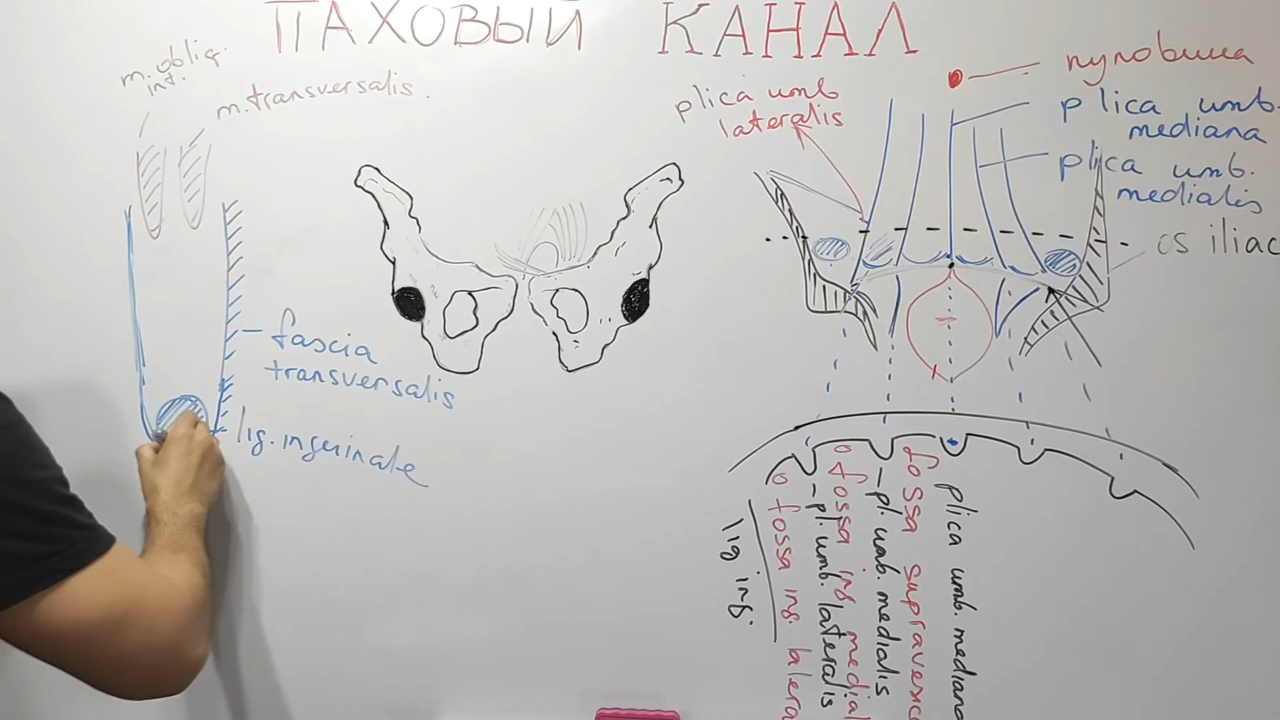 ПАХОВЫЙ КАНАЛ
m. obliq.
int.
m. transversalis.
fascia
transversalis
lig. inguinale
plica umb
lateralis
пуповина
plica umb.
mediana
plica umb.
medialis
os iliac
plica umb. mediana
fossa supravesic
pl. umb. medialis
fossa ing medial
pl. umb. lateralis
fossa ing. latera
lig ing.